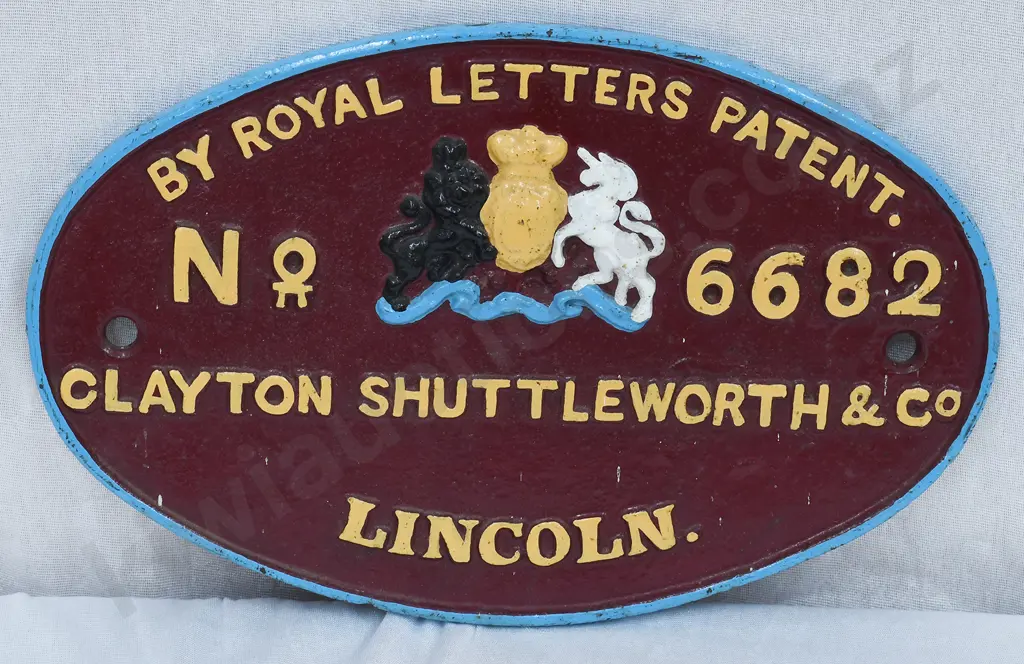 BY ROYAL LETTERS PATENT.
No 6682
CLAYTON SHUTTLEWORTH & Co
LINCOLN.